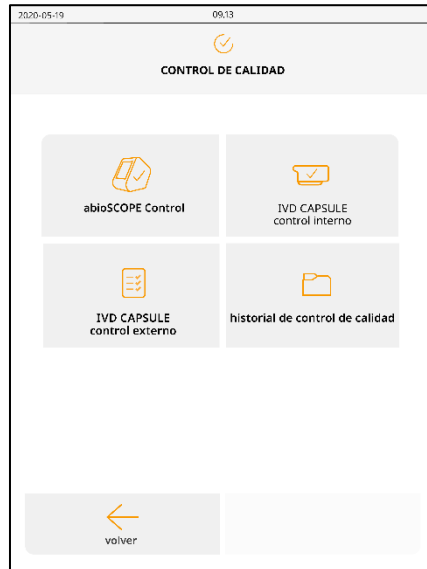 2020-05-19 09.13
CONTROL DE CALIDAD
abioSCOPE Control
IVD CAPSULE
control interno
IVD CAPSULE
control externo
historial de control de calidad
volver